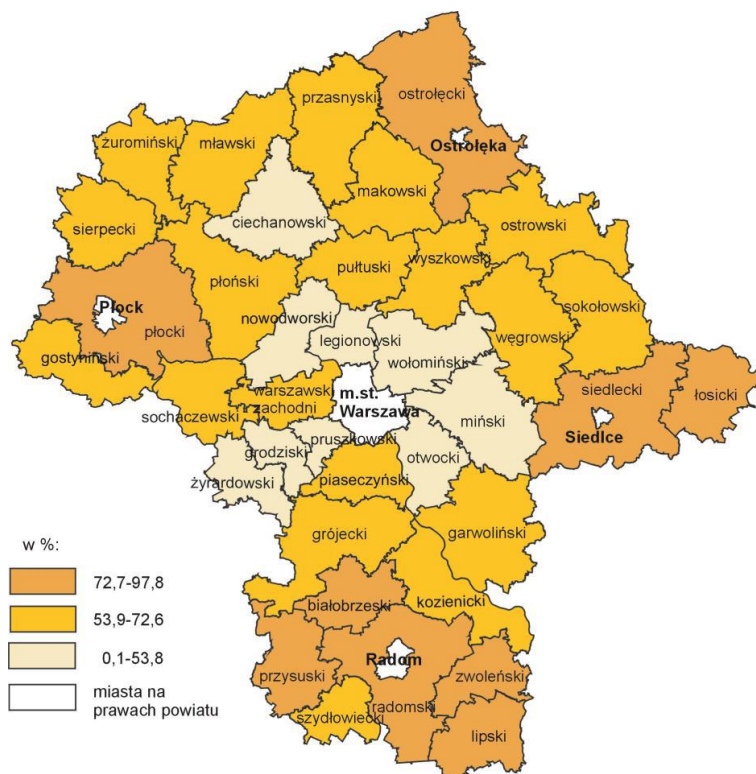 przasnyski
ostrołęcki
żuromiński
mławski
Ostrołęka
makowski
ciechanowski
sierpecki
ostrowski
wyszkowski
pułtuski
płoński
sokołowski
Płock
nowodworski
węgrowski
płocki
legionowski
gostyniński
wołomiński
siedlecki
łosicki
m.st.
Warszawa
warszawski
zachodni
sochaczewski
miński
Siedlce
pruszkowski
grodziski
otwocki
żyrardowski
piaseczyński
grójecki
garwoliński
w %:
72,7-97,8
białobrzeski
kozienicki
53,9-72,6
0,1-53,8
Radom
przysuski
zwoleński
miasta na
prawach powiatu
radomski
szydłowiecki
lipski